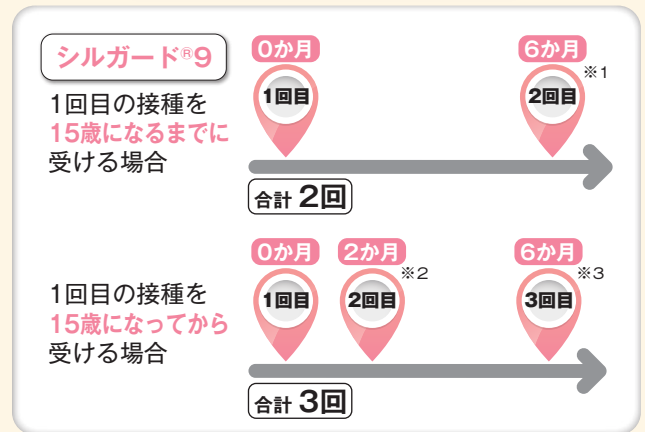 シルガード®9
1回目の接種を
15歳になるまでに
受ける場合
0か月
6か月
1回目
2回目
※1
合計 2回
1回目の接種を
15歳になってから
受ける場合
0か月
2か月
6か月
1回目
2回目
※2
3回目
※3
合計 3回